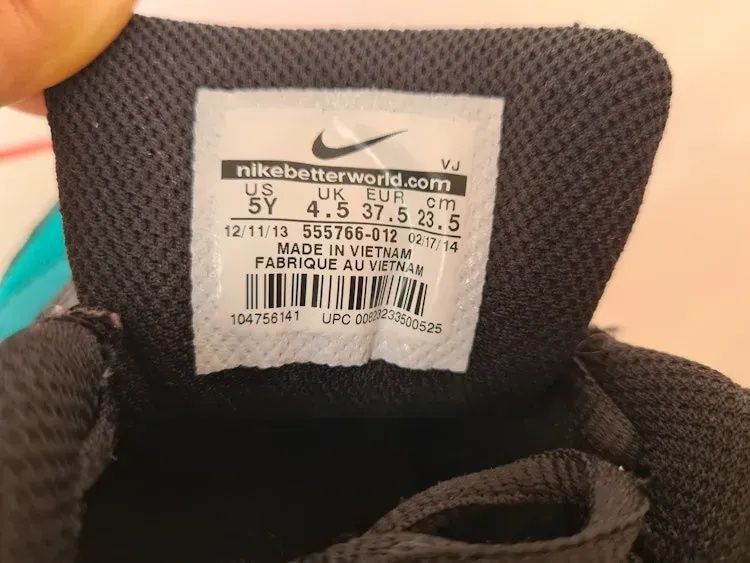 VJ
nikebetterworld.com
US UK EUR cm
5Y 4.5 37.5 23.5
12/11/13 555766-012 02/17/14
MADE IN VIETNAM
FABRIQUE AU VIETNAM
104756141 UPC 00823233500525